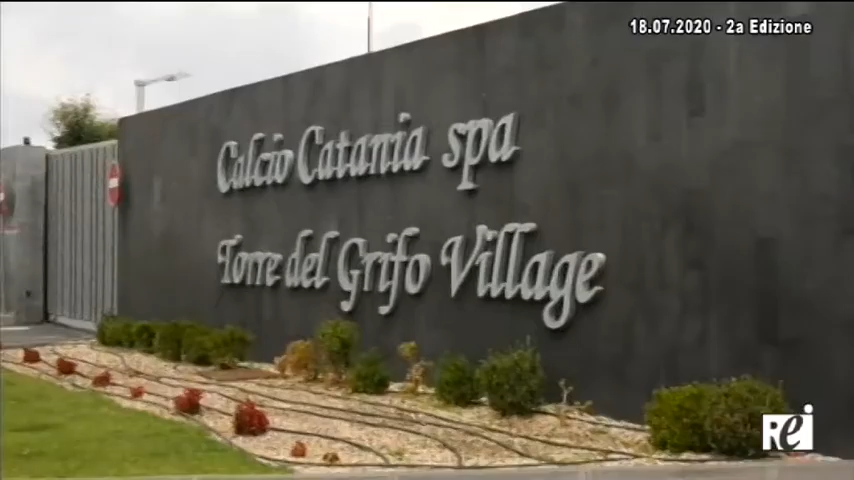 18.07.2020 - 2a Edizione
Calcio Catania spa
Torre del Grifo Village
Rei